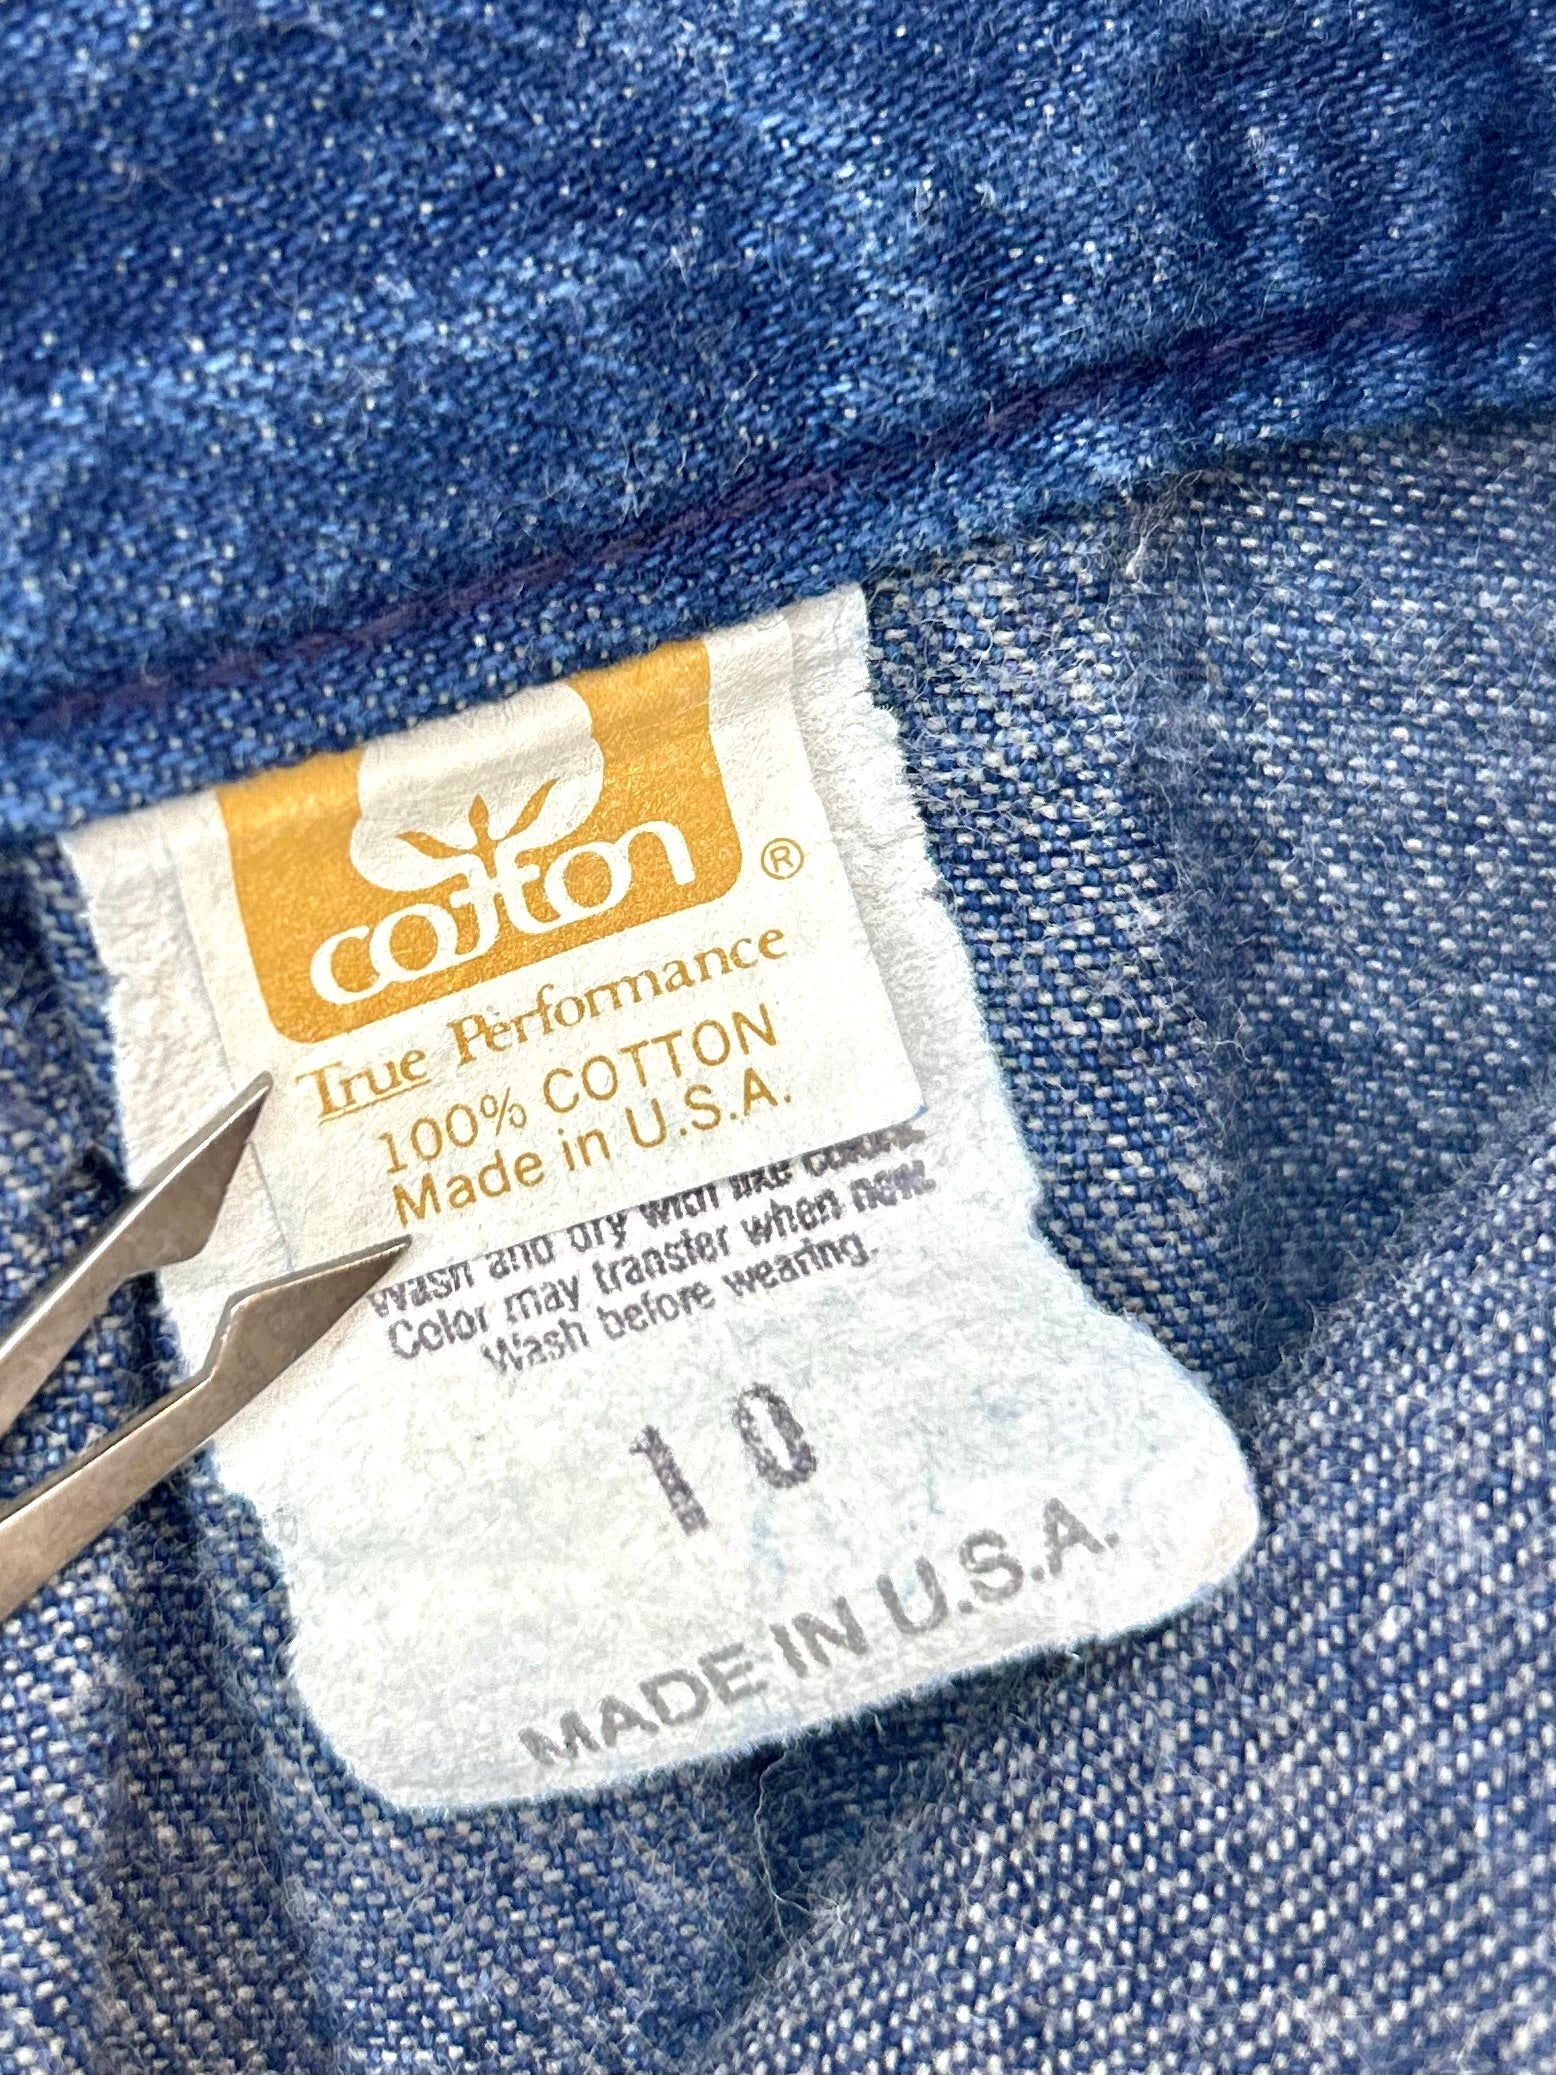 cotton ®
True Performance
100% COTTON
Made in U.S.A.
Wash and dry with like colors.
Color may transfer when new.
Wash before wearing.
10
MADE IN U.S.A.